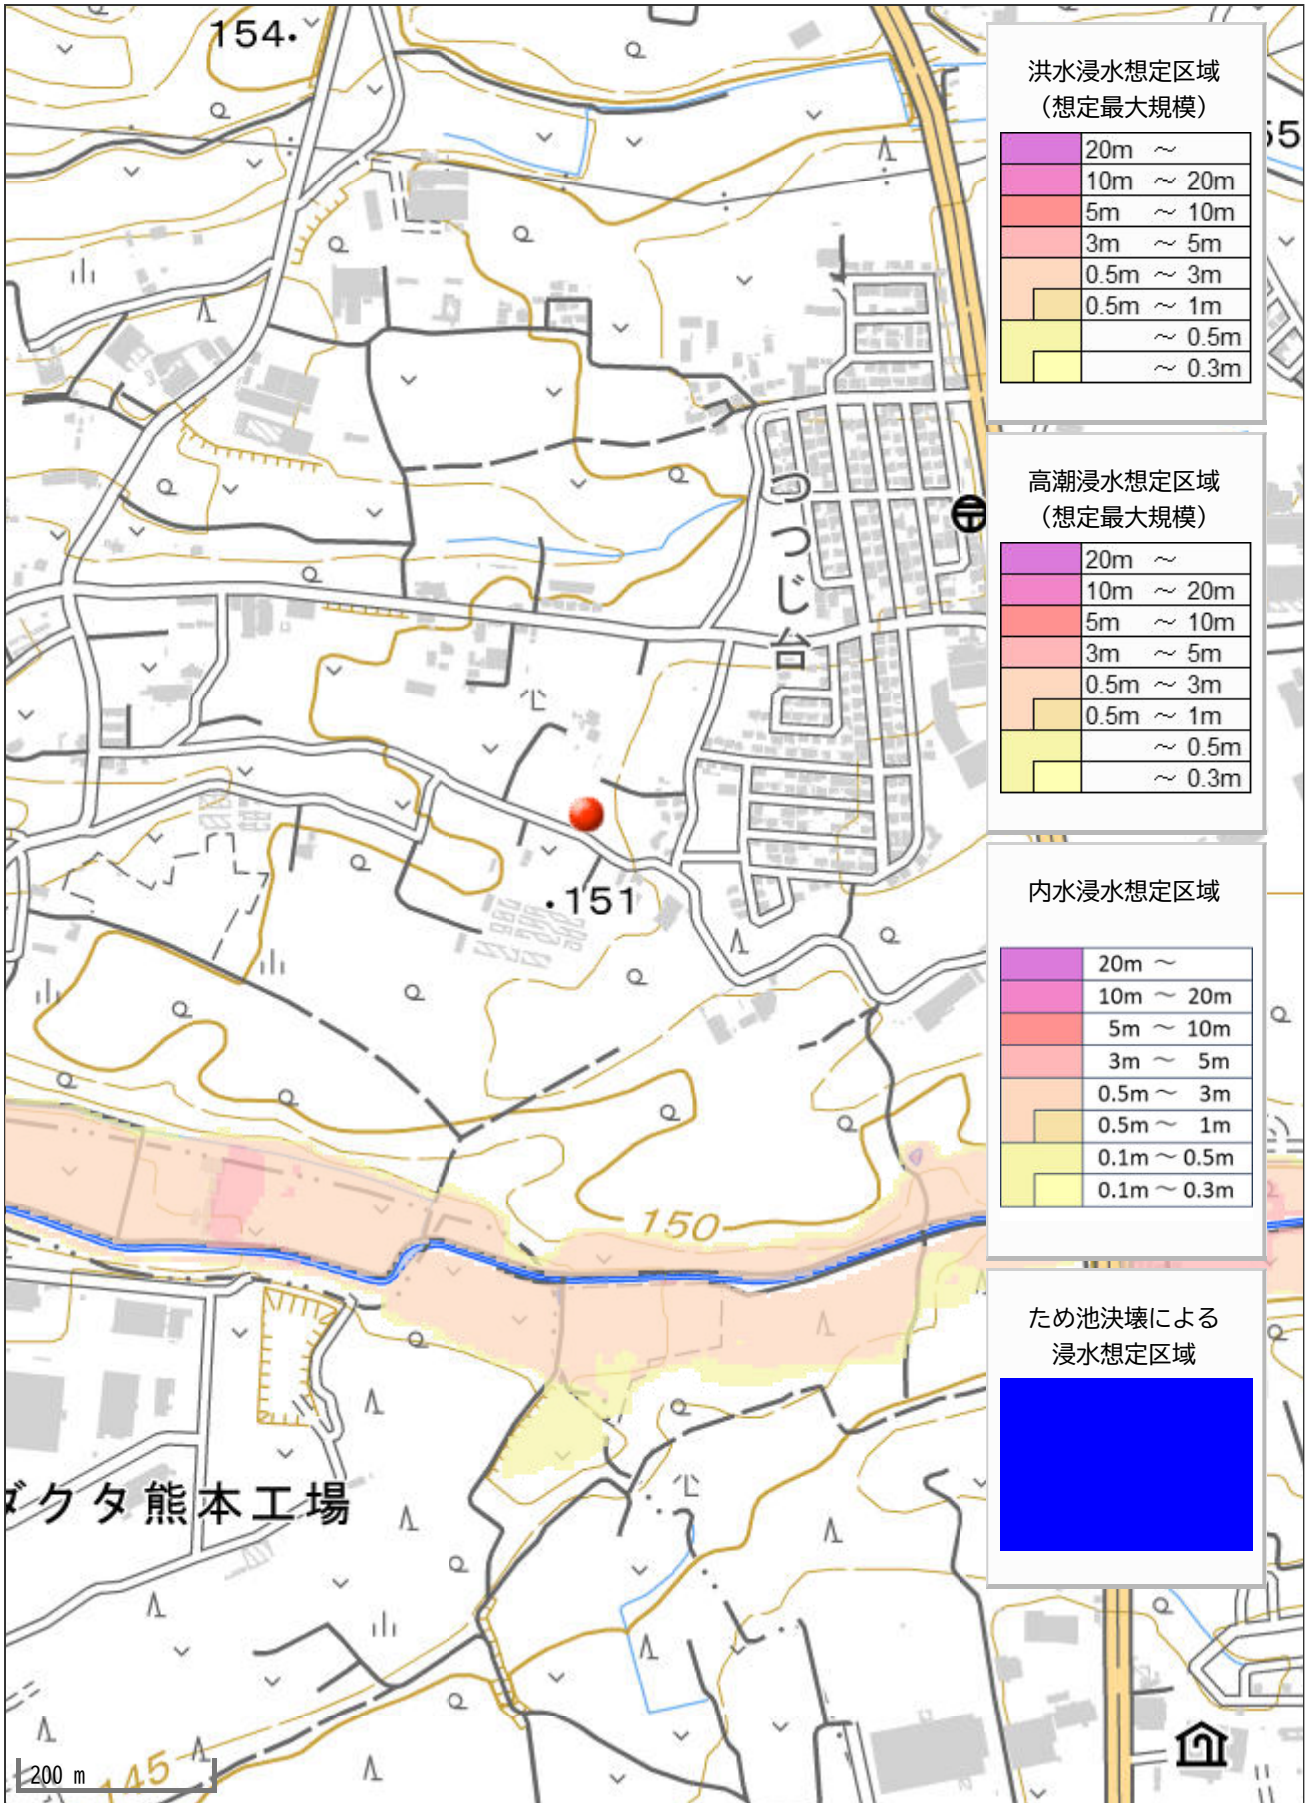 154
洪水浸水想定区域
（想定最大規模）
20m ～
10m ～ 20m
5m ～ 10m
3m ～ 5m
0.5m ～ 3m
0.5m ～ 1m
～ 0.5m
～ 0.3m
高潮浸水想定区域
（想定最大規模）
20m ～
10m ～ 20m
5m ～ 10m
3m ～ 5m
0.5m ～ 3m
0.5m ～ 1m
～ 0.5m
～ 0.3m
つつじ台
151
内水浸水想定区域
20m ～
10m ～ 20m
5m ～ 10m
3m ～ 5m
0.5m ～ 3m
0.5m ～ 1m
0.1m ～ 0.5m
0.1m ～ 0.3m
150
ため池決壊による
浸水想定区域
ダクタ熊本工場
145
200 m